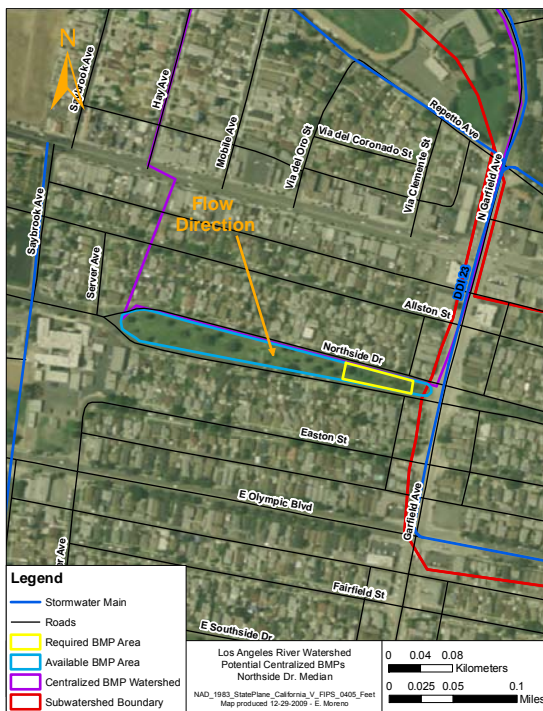 N
Saybrook Ave
Hay Ave
Mobile Ave
Via del Oro St
Via del Coronado St
Via Clemente St
Repetto Ave
N Garfield Ave
Saybrook Ave
Server Ave
Flow
Direction
DDI 23
Allston St
Northside Dr
Easton St
E Olympic Blvd
Garfield Ave
Fairfield St
E Southside Dr
Legend
Stormwater Main
Roads
Required BMP Area
Available BMP Area
Centralized BMP Watershed
Subwatershed Boundary
Los Angeles River Watershed
Potential Centralized BMPs
Northside Dr. Median
NAD_1983_StatePlane_California_V_FIPS_0405_Feet
Map produced 12-29-2009 - E. Moreno
0 0.04 0.08
Kilometers
0 0.025 0.05 0.1
Miles